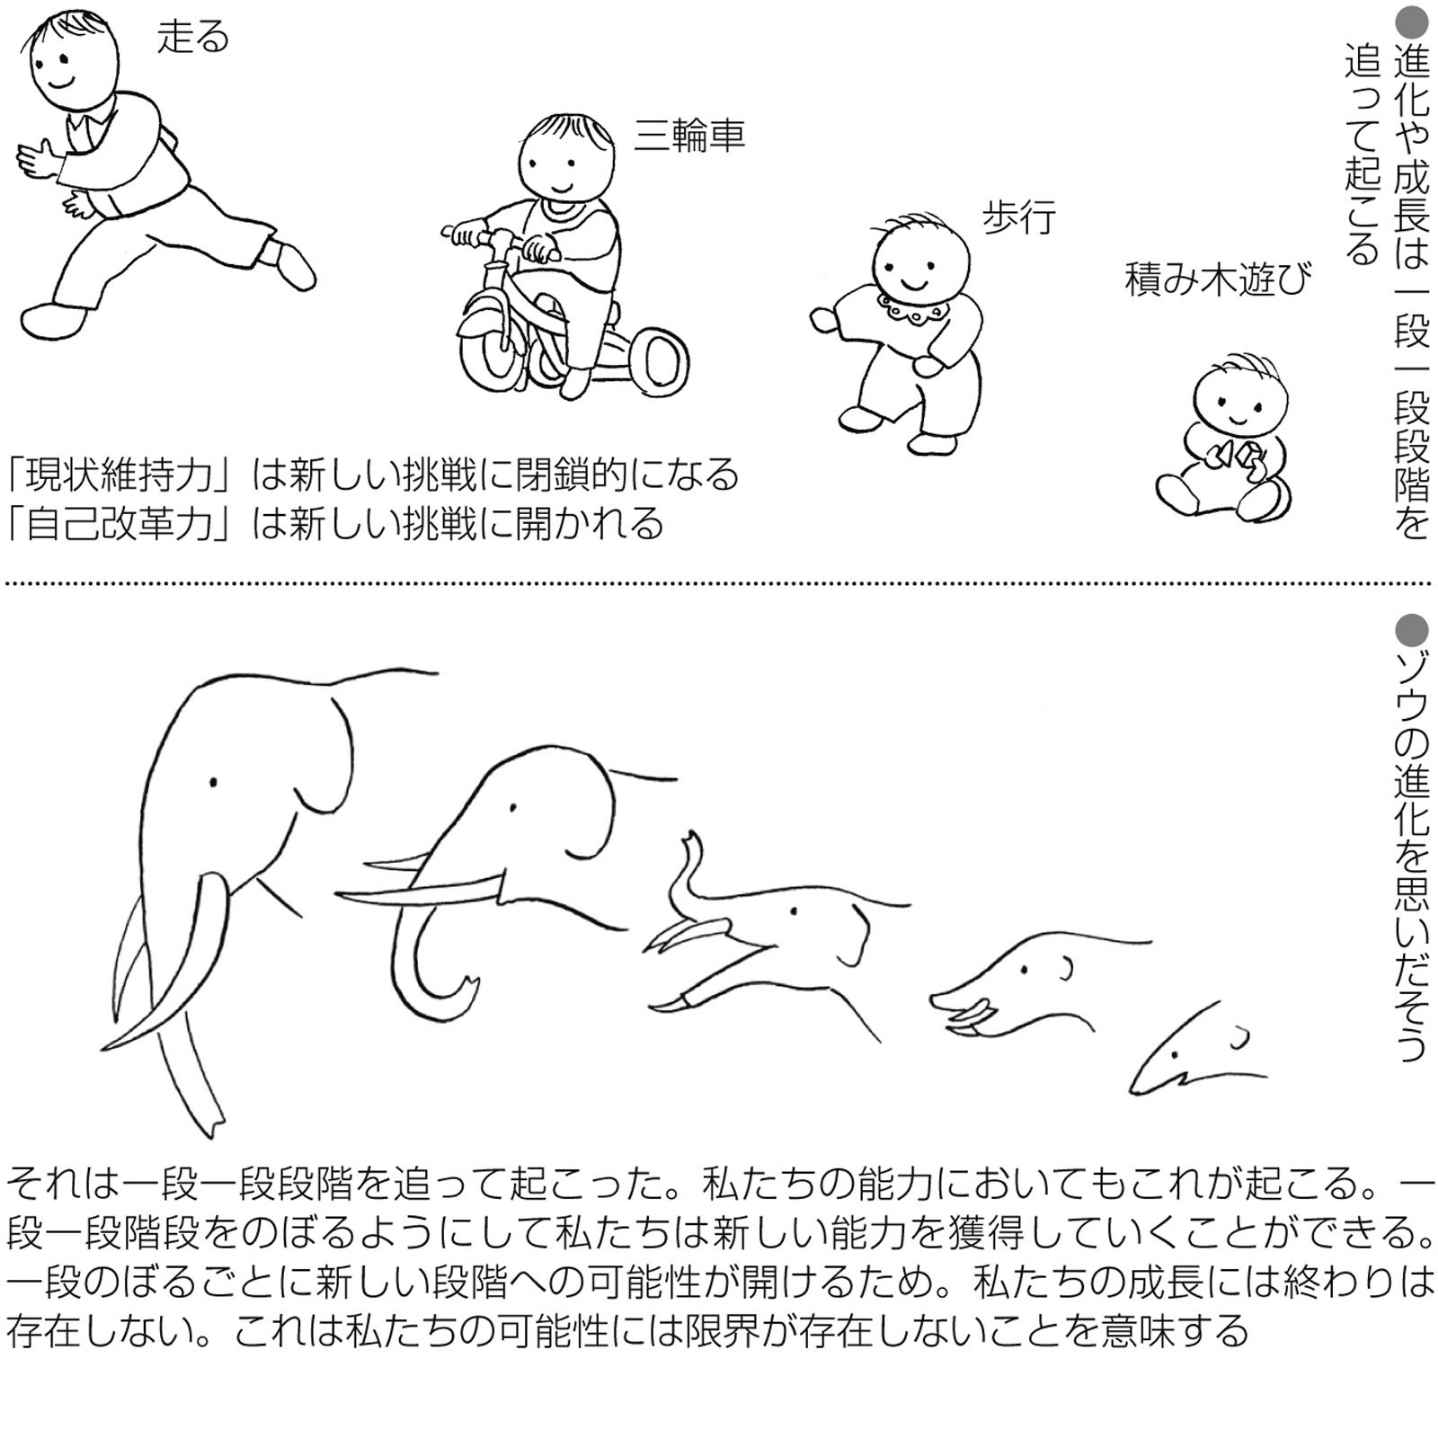 ●進化や成長は一段一段段階を
追って起こる
積み木遊び
歩行
三輪車
走る
「現状維持力」は新しい挑戦に閉鎖的になる
「自己改革力」は新しい挑戦に開かれる
●ゾウの進化を思いだそう
それは一段一段段階を追って起こった。私たちの能力においてもこれが起こる。一
段一段階段をのぼるようにして私たちは新しい能力を獲得していくことができる。
一段のぼるごとに新しい段階への可能性が開けるため。私たちの成長には終わりは
存在しない。これは私たちの可能性には限界が存在しないことを意味する